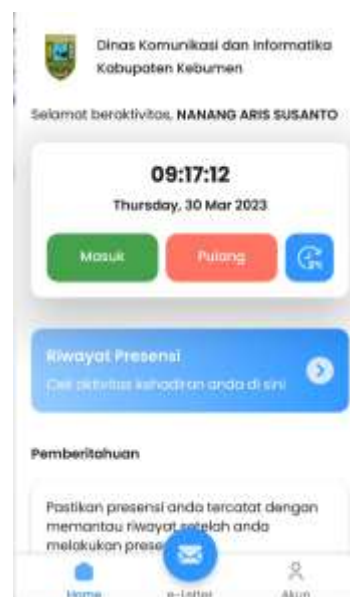 Dinas Komunikasi dan Informatika
Kabupaten Kebumen
Selamat beraktivitas, NANANG ARIS SUSANTO
09:17:12
Thursday, 30 Mar 2023
Masuk Pulang
Riwayat Presensi
Cek aktivitas kehadiran anda di sini
Pemberitahuan
Pastikan presensi anda tercatat dengan
memantau riwayat setelah anda
melakukan
Home e-Letter Akun